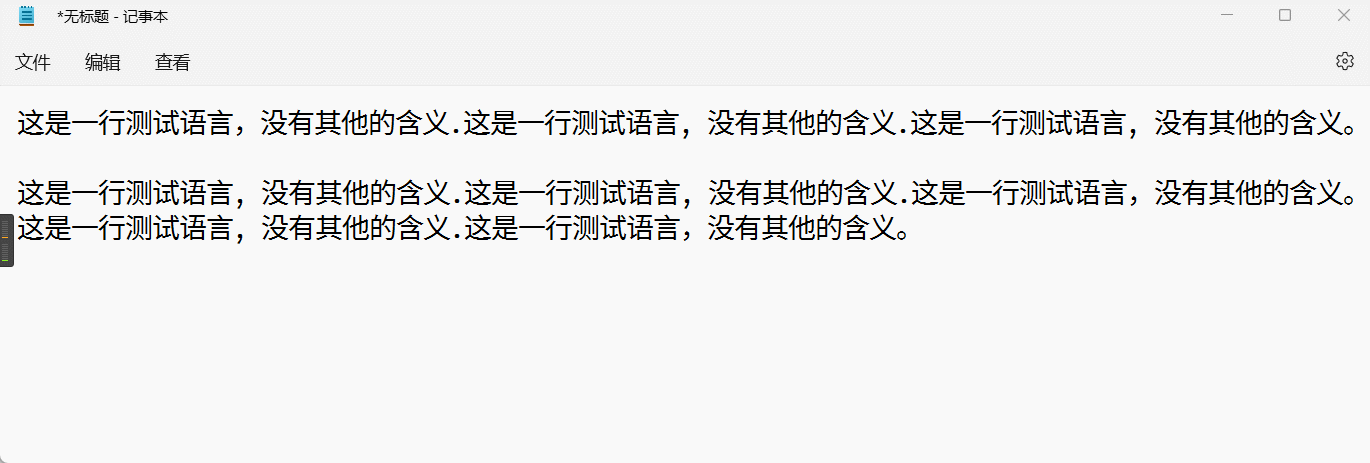 *无标题 - 记事本
文件 编辑 查看
这是一行测试语言，没有其他的含义.这是一行测试语言，没有其他的含义.这是一行测试语言，没有其他的含义。
这是一行测试语言，没有其他的含义.这是一行测试语言，没有其他的含义.这是一行测试语言，没有其他的含义。
这是一行测试语言，没有其他的含义.这是一行测试语言，没有其他的含义。